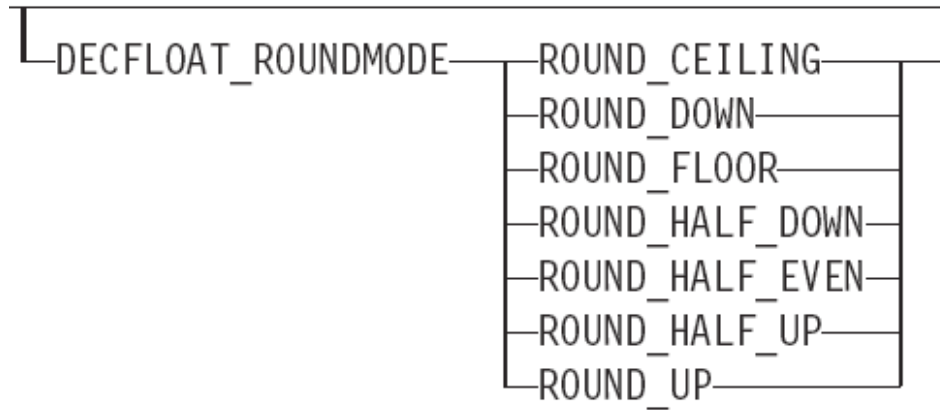 DECFLOAT_ROUNDMODE ROUND_CEILING
ROUND_DOWN
ROUND_FLOOR
ROUND_HALF_DOWN
ROUND_HALF_EVEN
ROUND_HALF_UP
ROUND_UP